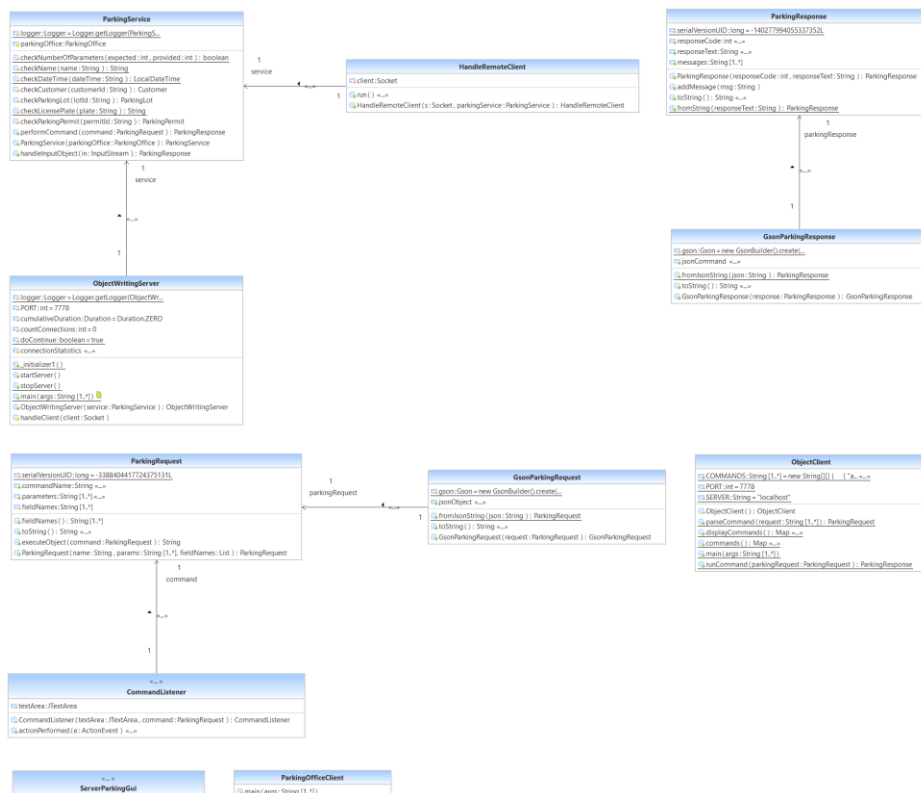 ParkingService
logger:Logger = Logger.getLogger(ParkingS...
parkingOffice:ParkingOffice
checkNumberOfParameters(expected:int, provided:int): boolean
checkName(name:String): String
checkDateTime(dateTime:String): LocalDateTime
checkCustomer(customerId:String): Customer
checkParkingLot(lotId:String): ParkingLot
checkLicensePlate(plate:String): String
checkParkingPermit(permitId:String): ParkingPermit
performCommand(command:ParkingRequest): ParkingResponse
ParkingService(parkingOffice:ParkingOffice): ParkingService
handleInputObject(in:InputStream): ParkingResponse
1
service
«...»
1
HandleRemoteClient
client:Socket
run() «...»
HandleRemoteClient(s:Socket, parkingService:ParkingService): HandleRemoteClient
ParkingResponse
serialVersionUID:long = -140277994055337352L
responseCode:int «...»
responseText:String «...»
messages:String[1..*]
ParkingResponse(responseCode:int, responseText:String): ParkingResponse
addMessage(msg:String)
toString(): String «...»
fromString(responseText:String): ParkingResponse
1
parkingResponse
«...»
1
GsonParkingResponse
gson:Gson = new GsonBuilder().create(...
jsonCommand «...»
fromJsonString(json:String): ParkingResponse
toString(): String «...»
GsonParkingResponse(response:ParkingResponse): GsonParkingResponse
1
service
«...»
1
ObjectWritingServer
logger:Logger = Logger.getLogger(ObjectWr...
PORT:int = 7778
cumulativeDuration:Duration = Duration.ZERO
countConnections:int = 0
doContinue:boolean = true
connectionStatistics «...»
_initializer1()
startServer()
stopServer()
main(args:String[1..*])
ObjectWritingServer(service:ParkingService): ObjectWritingServer
handleClient(client:Socket)
ParkingRequest
serialVersionUID:long = -3388404417724375131L
commandName:String «...»
parameters:String[1..*] «...»
fieldNames:String[1..*]
fieldNames(): String[1..*]
toString(): String «...»
executeObject(command:ParkingRequest): String
ParkingRequest(name:String, params:String[1..*], fieldNames:List): ParkingRequest
1
parkingRequest
«...»
1
GsonParkingRequest
gson:Gson = new GsonBuilder().create(...
jsonObject «...»
fromJsonString(json:String): ParkingRequest
toString(): String «...»
GsonParkingRequest(request:ParkingRequest): GsonParkingRequest
ObjectClient
COMMANDS:String[1..*] = new String[][] { {"a...«...»
PORT:int = 7778
SERVER:String = "localhost"
ObjectClient(): ObjectClient
parseCommand(request:String[1..*]): ParkingRequest
displayCommands(): Map «...»
commands(): Map «...»
main(args:String[1..*])
runCommand(parkingRequest:ParkingRequest): ParkingResponse
1
command
«...»
1
«...»
CommandListener
textArea:JTextArea
CommandListener(textArea:JTextArea, command:ParkingRequest): CommandListener
actionPerformed(e:ActionEvent) «...»
«...»
ServerParkingGui
ParkingOfficeClient
main(args:String[1..*])